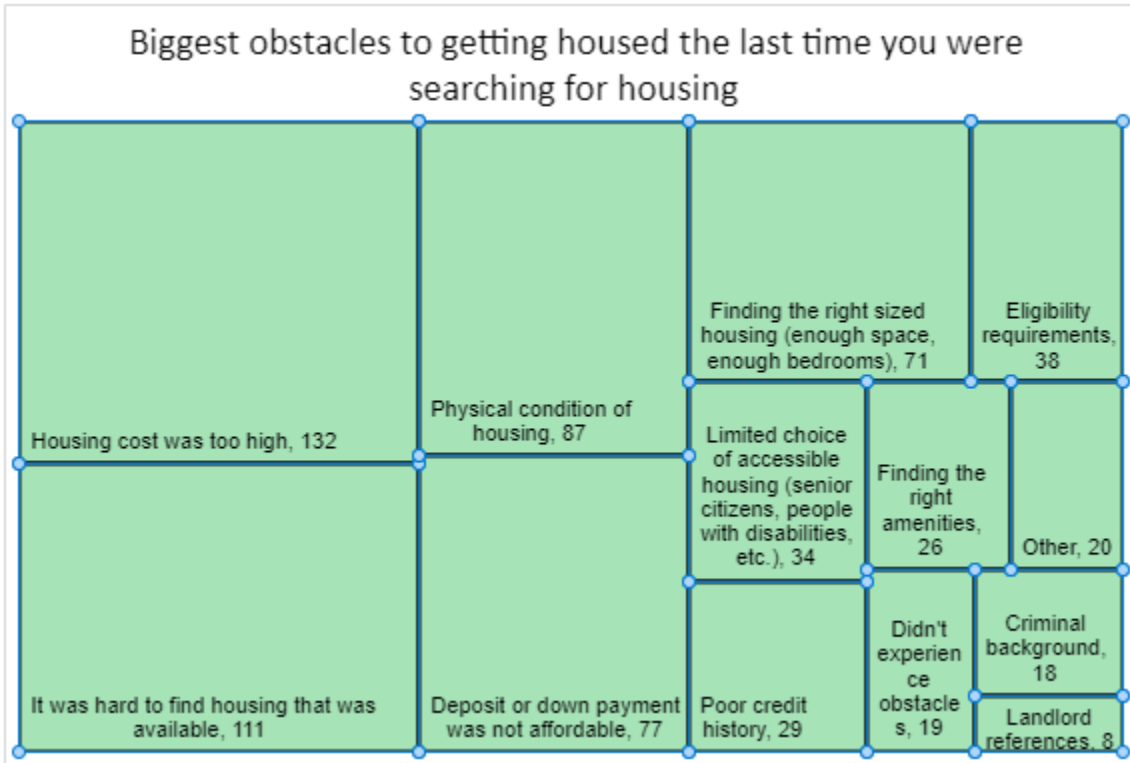 Biggest obstacles to getting housed the last time you were
searching for housing
Housing cost was too high, 132
It was hard to find housing that was
available, 111
Physical condition of
housing, 87
Deposit or down payment
was not affordable, 77
Finding the right sized
housing (enough space,
enough bedrooms), 71
Eligibility
requirements,
38
Limited choice
of accessible
housing (senior
citizens, people
with disabilities,
etc.), 34
Poor credit
history, 29
Finding the
right
amenities,
26
Other, 20
Didn't
experien
ce
obstacle
s, 19
Criminal
background,
18
Landlord
references, 8